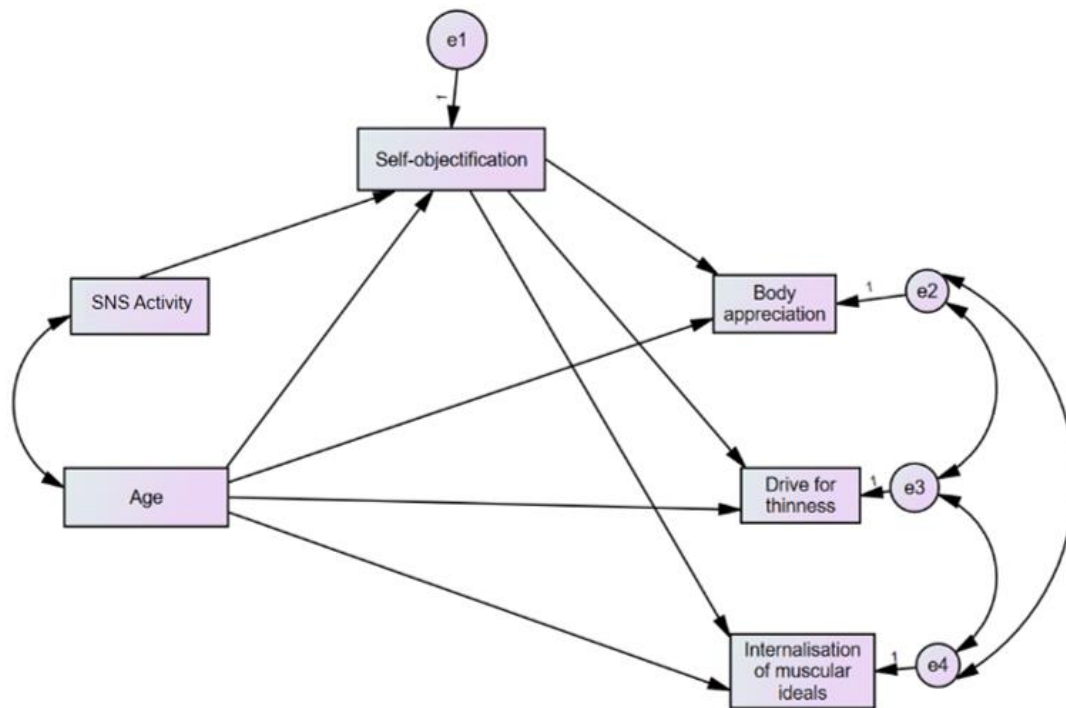 e1
1
Self-objectification
SNS Activity
Body
appreciation
1
e2
Age
Drive for
thinness
1
e3
Internalisation
of muscular
ideals
1
e4